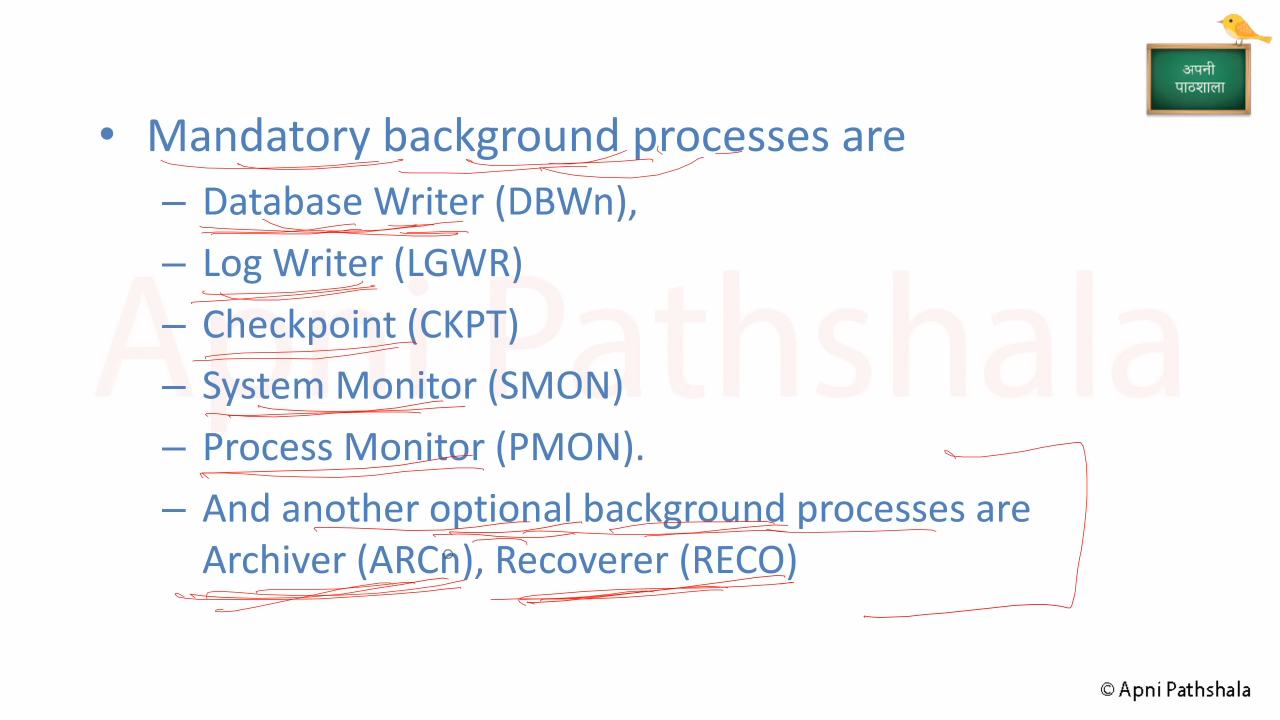 अपनी
पाठशाला
• Mandatory background processes are
– Database Writer (DBWn),
– Log Writer (LGWR)
– Checkpoint (CKPT)
– System Monitor (SMON)
– Process Monitor (PMON).
– And another optional background processes are
Archiver (ARCn), Recoverer (RECO)
Apni Pathshala
© Apni Pathshala